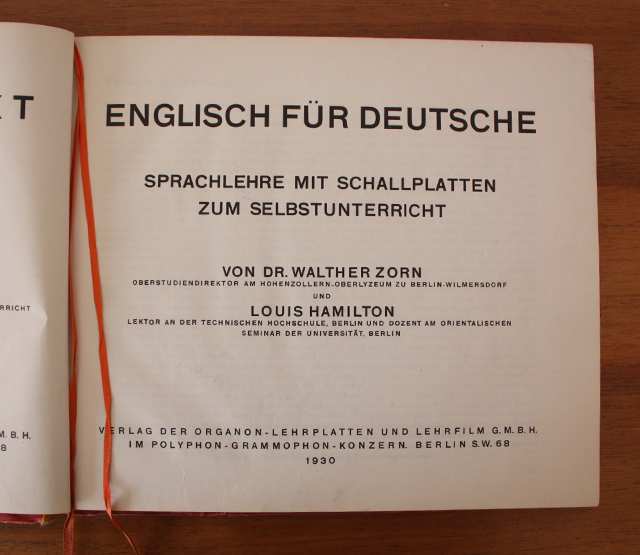 T
RRICHT
M. B. H.
8
ENGLISCH FÜR DEUTSCHE
SPRACHLEHRE MIT SCHALLPLATTEN
ZUM SELBSTUNTERRICHT
VON DR. WALTHER ZORN
OBERSTUDIENDIREKTOR AM HOHENZOLLERN-OBERLYZEUM ZU BERLIN-WILMERSDORF
UND
LOUIS HAMILTON
LEKTOR AN DER TECHNISCHEN HOCHSCHULE, BERLIN UND DOZENT AM ORIENTALISCHEN
SEMINAR DER UNIVERSITÄT, BERLIN
VERLAG DER ORGANON-LEHRPLATTEN UND LEHRFILM G.M.B.H.
IM POLYPHON-GRAMMOPHON-KONZERN. BERLIN S.W. 68
1930